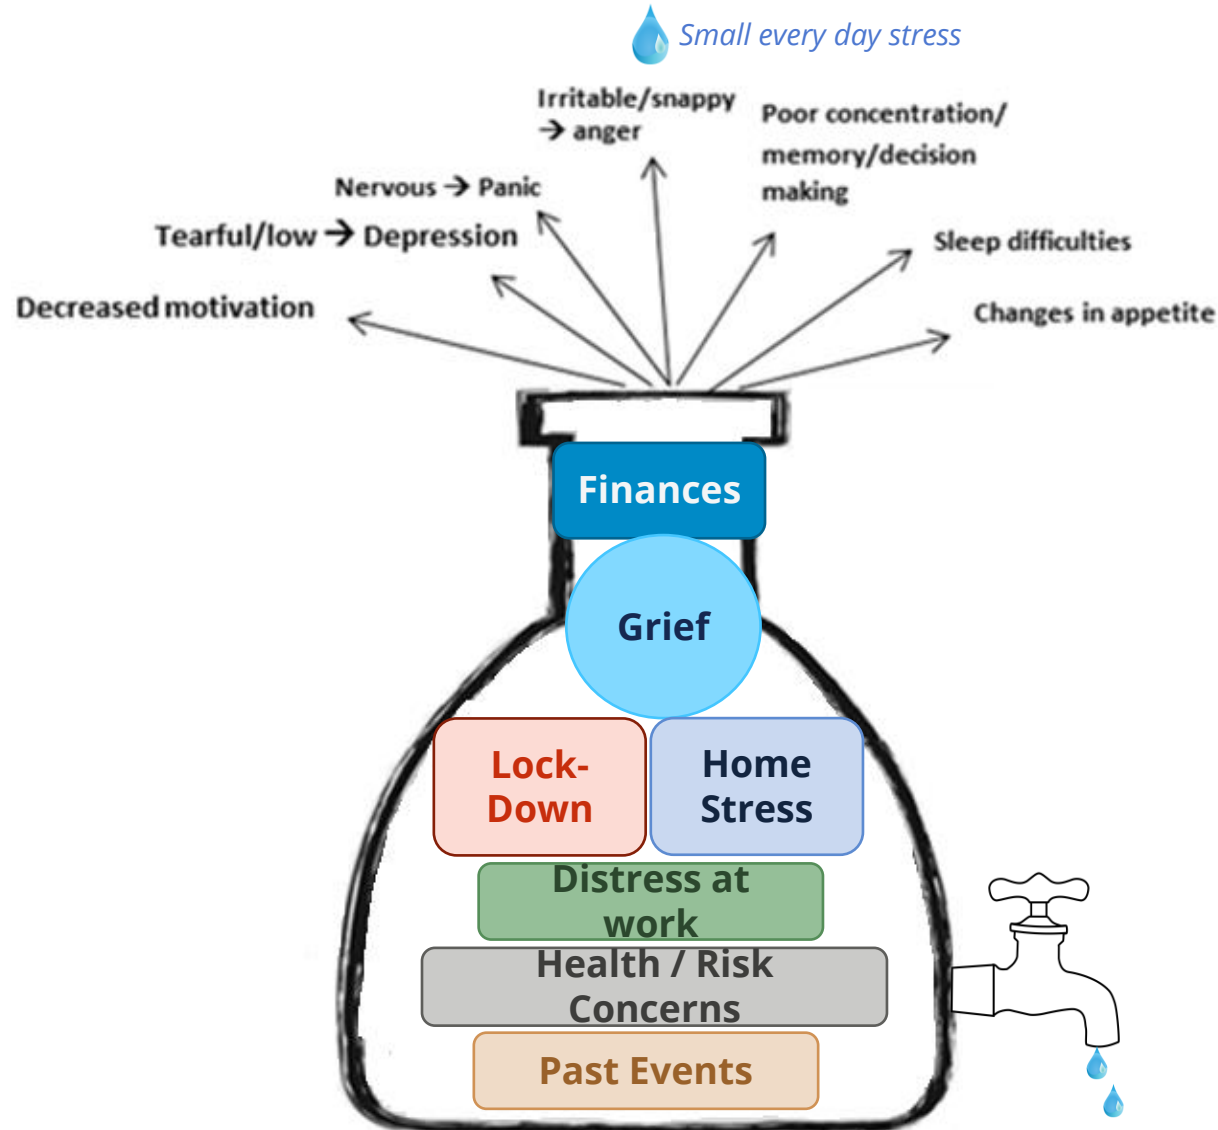 Small every day stress
Irritable/snappy
→ anger
Poor concentration/
memory/decision
making
Nervous → Panic
Tearful/low → Depression
Sleep difficulties
Decreased motivation
Changes in appetite
Finances
Grief
Lock-
Down
Home
Stress
Distress at
work
Health / Risk
Concerns
Past Events